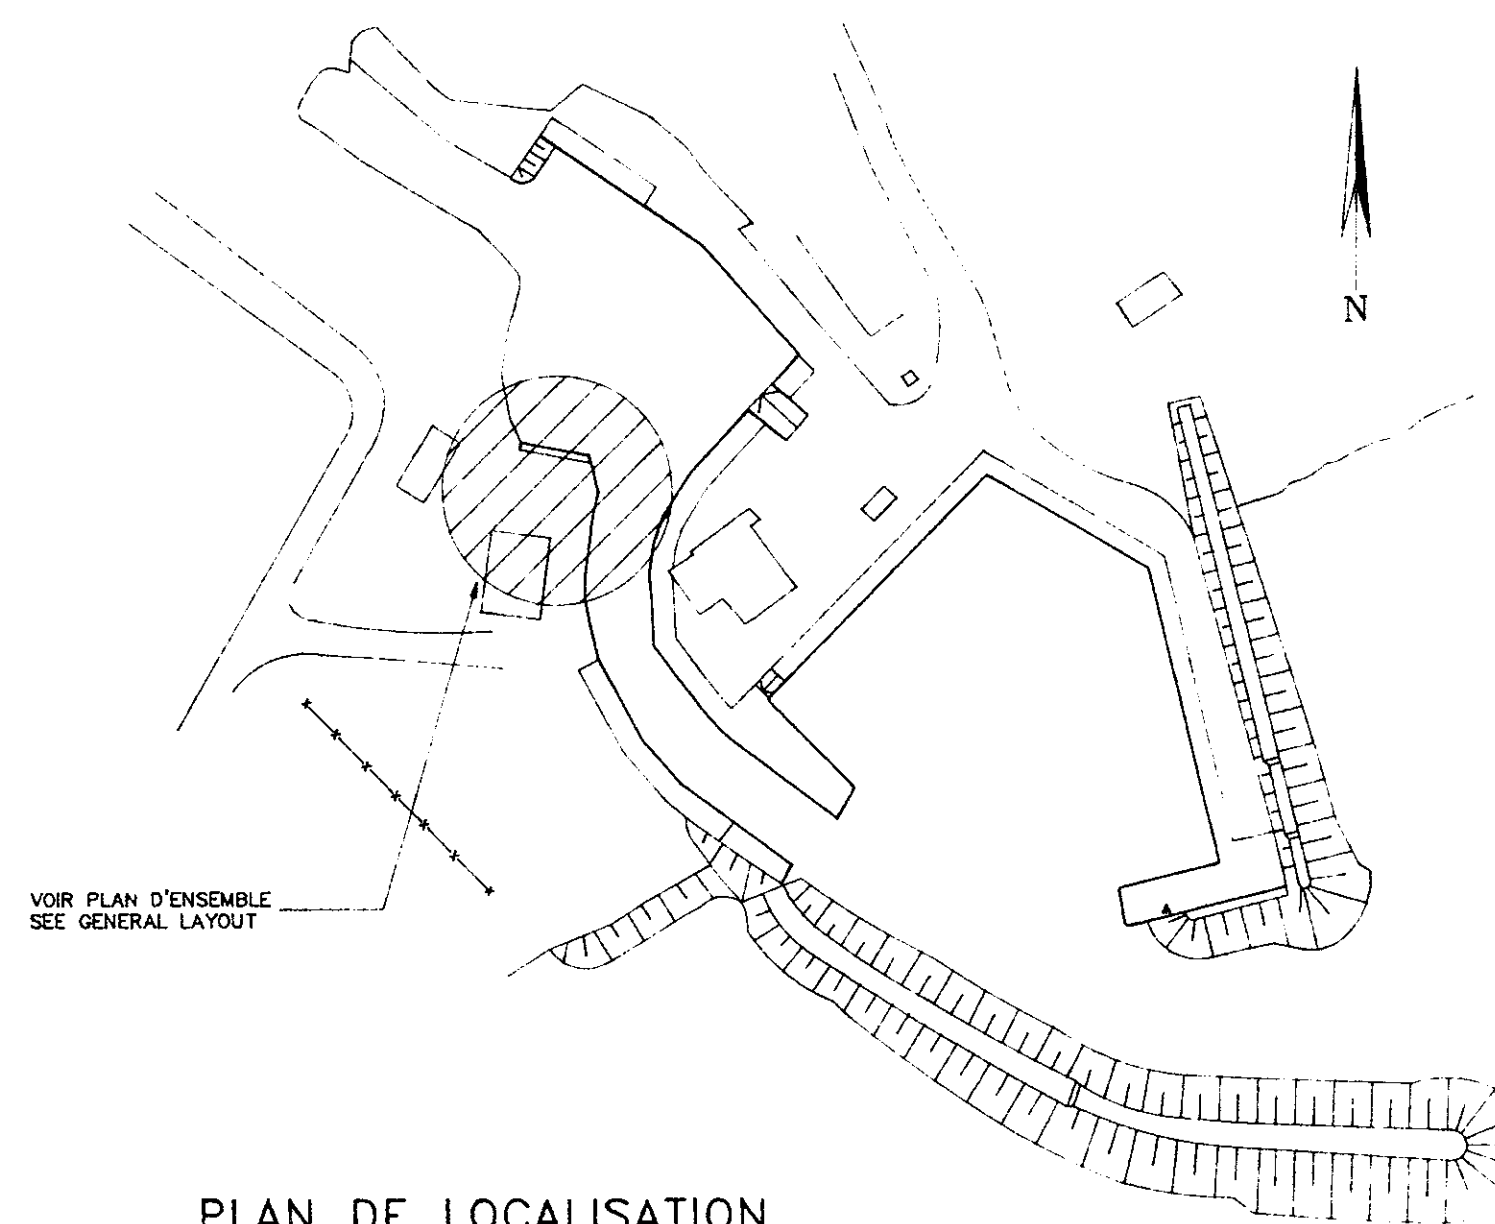 N
VOIR PLAN D'ENSEMBLE
SEE GENERAL LAYOUT
PLAN DE LOCALISATION